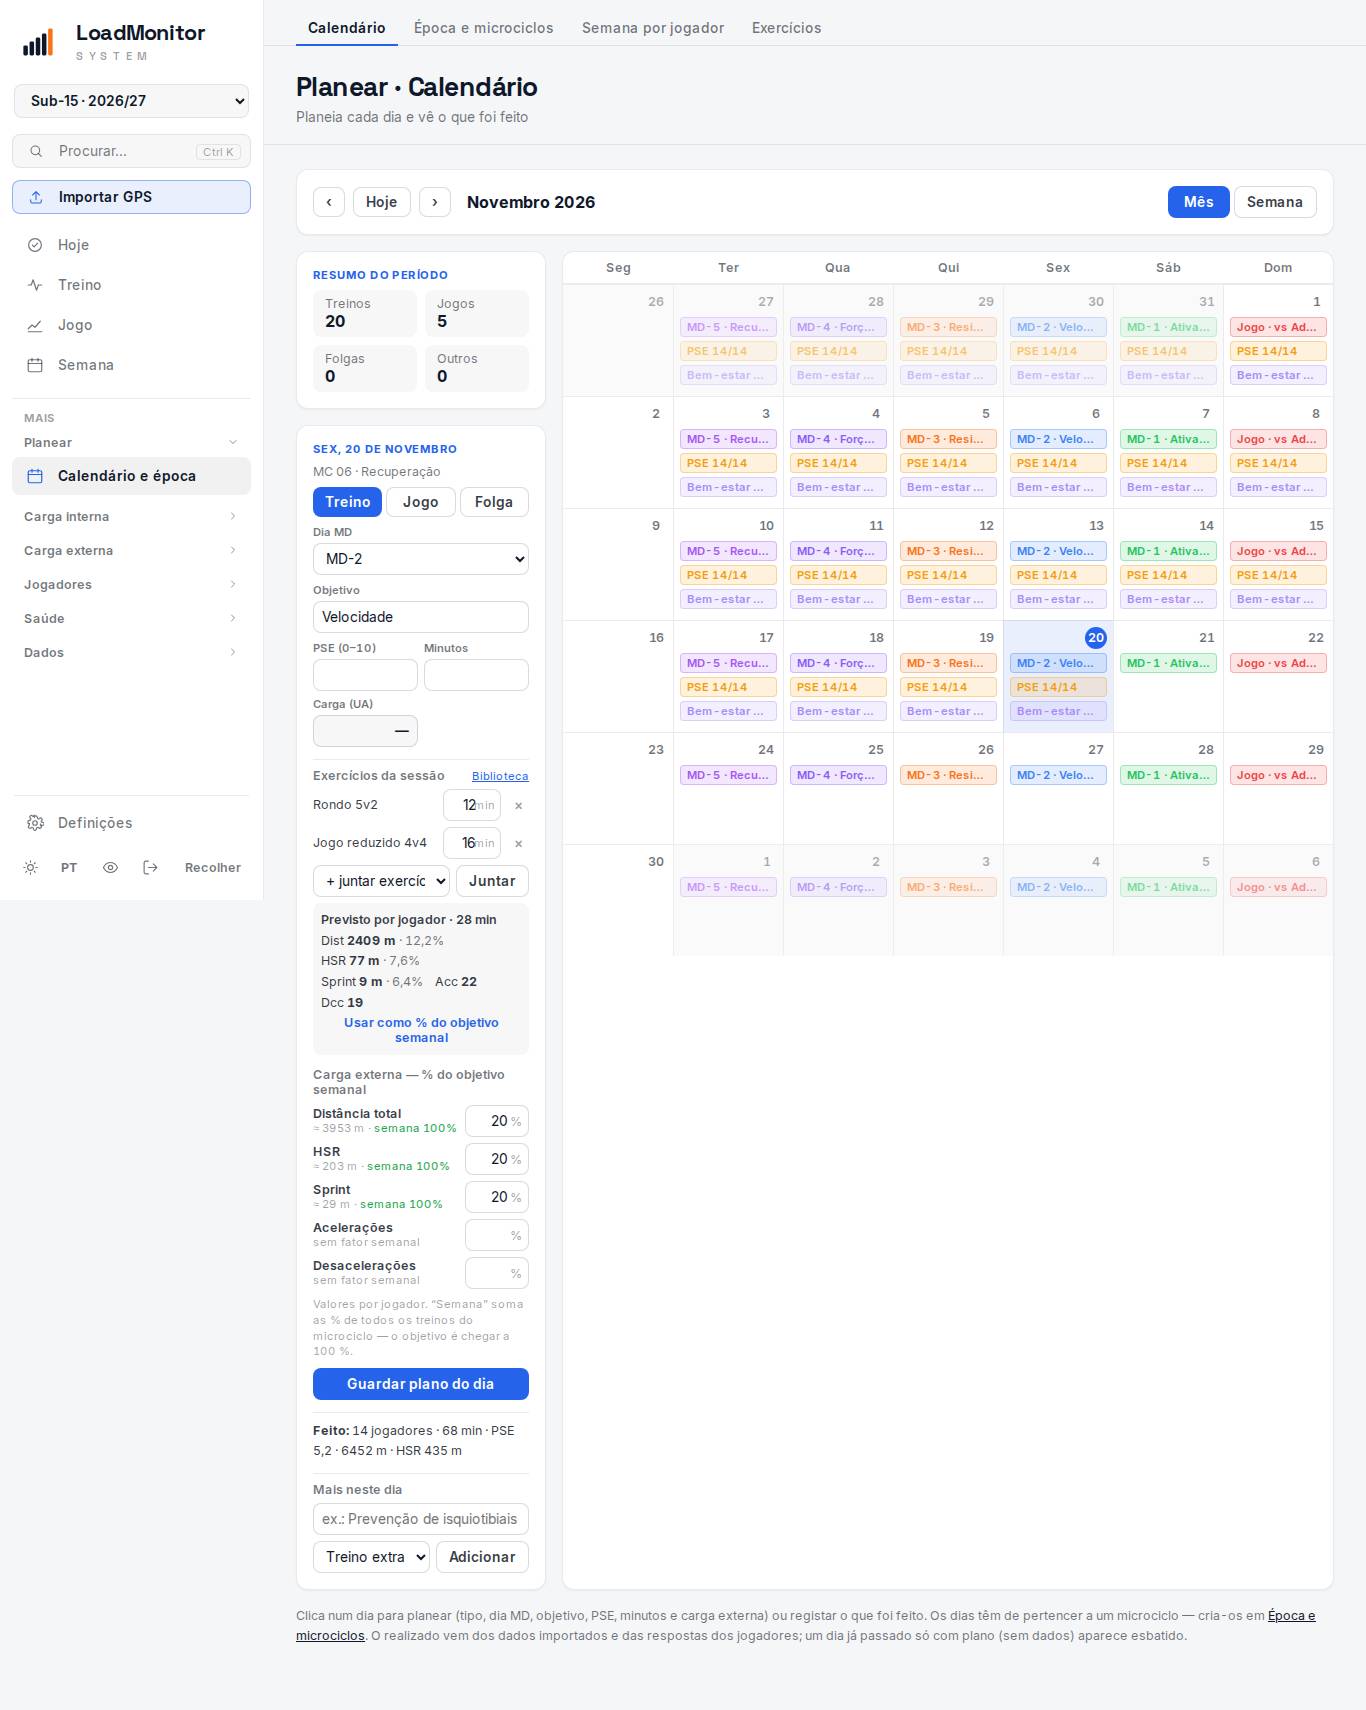 LoadMonitor
SYSTEM
Sub-15 · 2026/27
Procurar...
Ctrl K
Importar GPS
Hoje
Treino
Jogo
Semana
MAIS
Planear
Calendário e época
Carga interna
Carga externa
Jogadores
Saúde
Dados
Definições
PT
Recolher
Calendário
Época e microciclos
Semana por jogador
Exercícios
Planear · Calendário
Planeia cada dia e vê o que foi feito
‹
Hoje
›
Novembro 2026
Mês
Semana
RESUMO DO PERÍODO
Treinos
20
Jogos
5
Folgas
0
Outros
0
SEX, 20 DE NOVEMBRO
MC 06 · Recuperação
Treino
Jogo
Folga
Dia MD
MD-2
Objetivo
Velocidade
PSE (0–10)
Minutos
Carga (UA)
—
Exercícios da sessão
Biblioteca
Rondo 5v2
12 min
×
Jogo reduzido 4v4
16 min
×
+ juntar exercíc
Juntar
Previsto por jogador · 28 min
Dist 2409 m · 12,2%
HSR 77 m · 7,6%
Sprint 9 m · 6,4% Acc 22
Dcc 19
Usar como % do objetivo
semanal
Carga externa — % do objetivo
semanal
Distância total
≈ 3953 m · semana 100%
20 %
HSR
≈ 203 m · semana 100%
20 %
Sprint
≈ 29 m · semana 100%
20 %
Acelerações
sem fator semanal
%
Desacelerações
sem fator semanal
%
Valores por jogador. “Semana” soma
as % de todos os treinos do
microciclo — o objetivo é chegar a
100 %.
Guardar plano do dia
Feito: 14 jogadores · 68 min · PSE
5,2 · 6452 m · HSR 435 m
Mais neste dia
ex.: Prevenção de isquiotibiais
Treino extra
Adicionar
Seg Ter Qua Qui Sex Sáb Dom
26 27 28 29 30 31 1
MD-5 · Recu... MD-4 · Forç... MD-3 · Resi... MD-2 · Velo... MD-1 · Ativa... Jogo · vs Ad...
PSE 14/14 PSE 14/14 PSE 14/14 PSE 14/14 PSE 14/14 PSE 14/14
Bem-estar ... Bem-estar ... Bem-estar ... Bem-estar ... Bem-estar ... Bem-estar ...
2 3 4 5 6 7 8
MD-5 · Recu... MD-4 · Forç... MD-3 · Resi... MD-2 · Velo... MD-1 · Ativa... Jogo · vs Ad...
PSE 14/14 PSE 14/14 PSE 14/14 PSE 14/14 PSE 14/14 PSE 14/14
Bem-estar ... Bem-estar ... Bem-estar ... Bem-estar ... Bem-estar ... Bem-estar ...
9 10 11 12 13 14 15
MD-5 · Recu... MD-4 · Forç... MD-3 · Resi... MD-2 · Velo... MD-1 · Ativa... Jogo · vs Ad...
PSE 14/14 PSE 14/14 PSE 14/14 PSE 14/14 PSE 14/14 PSE 14/14
Bem-estar ... Bem-estar ... Bem-estar ... Bem-estar ... Bem-estar ... Bem-estar ...
16 17 18 19 20 21 22
MD-5 · Recu... MD-4 · Forç... MD-3 · Resi... MD-2 · Velo... MD-1 · Ativa... Jogo · vs Ad...
PSE 14/14 PSE 14/14 PSE 14/14 PSE 14/14
Bem-estar ... Bem-estar ... Bem-estar ... Bem-estar ...
23 24 25 26 27 28 29
MD-5 · Recu... MD-4 · Forç... MD-3 · Resi... MD-2 · Velo... MD-1 · Ativa... Jogo · vs Ad...
30 1 2 3 4 5 6
MD-5 · Recu... MD-4 · Forç... MD-3 · Resi... MD-2 · Velo... MD-1 · Ativa... Jogo · vs Ad...
Clica num dia para planear (tipo, dia MD, objetivo, PSE, minutos e carga externa) ou registar o que foi feito. Os dias têm de pertencer a um microciclo — cria-os em Época e
microciclos. O realizado vem dos dados importados e das respostas dos jogadores; um dia já passado só com plano (sem dados) aparece esbatido.